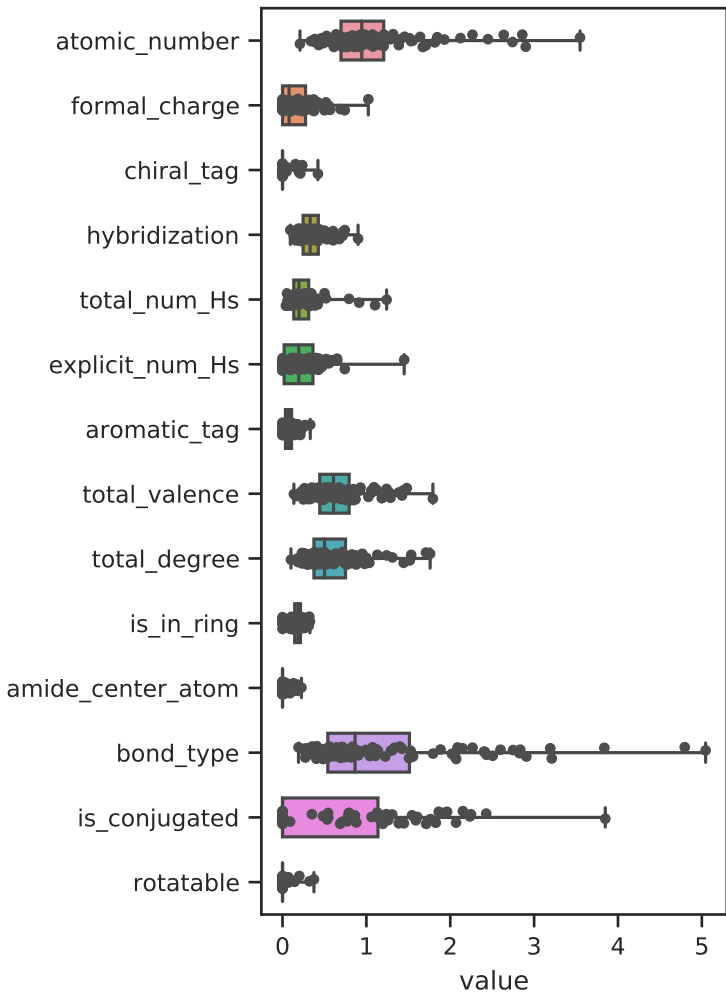 atomic_number
formal_charge
chiral_tag
hybridization
total_num_Hs
explicit_num_Hs
aromatic_tag
total_valence
total_degree
is_in_ring
amide_center_atom
bond_type
is_conjugated
rotatable
0 1 2 3 4 5
value